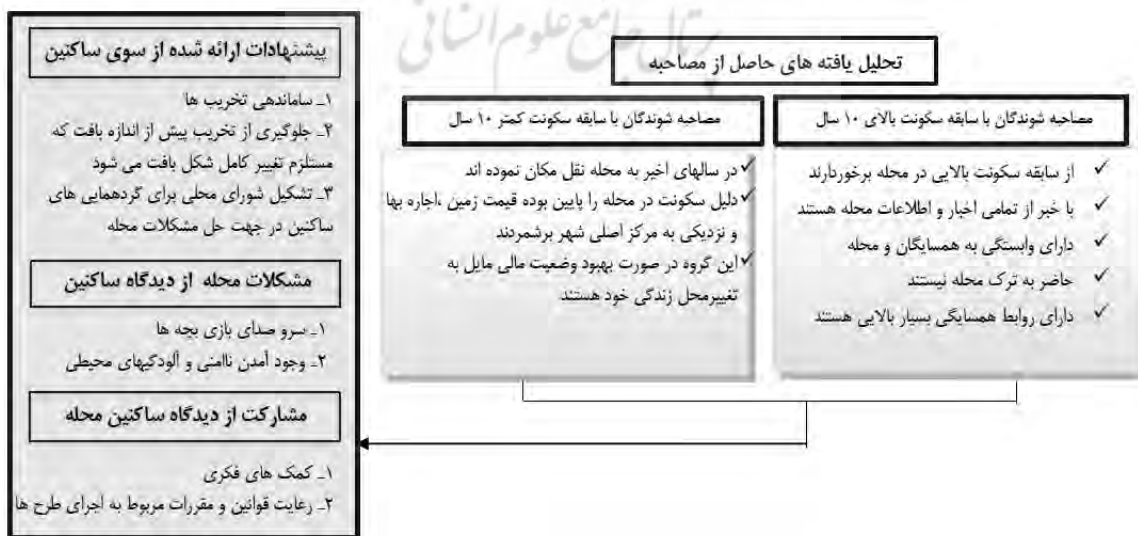 پرتال جامع علوم انسانی
تحلیل یافته های حاصل از مصاحبه
مصاحبه شوندگان با سابقه سکونت بالای ۱۰ سال
✓ از سابقه سکونت بالایی در محله برخوردارند
✓ با خبر از تمامی اخبار و اطلاعات محله هستند
✓ دارای وابستگی به همسایگان و محله
✓ حاضر به ترک محله نیستند
✓ دارای روابط همسایگی بسیار بالایی هستند
مصاحبه شوندگان با سابقه سکونت کمتر ۱۰ سال
✓ در سالهای اخیر به محله نقل مکان نموده اند
✓ دلیل سکونت در محله را پایین بوده قیمت زمین ،اجاره بها
و نزدیکی به مرکز اصلی شهر برشمردند
✓ این گروه در صورت بهبود وضعیت مالی مایل به
تغییرمحل زندگی خود هستند
پیشنهادات ارائه شده از سوی ساکنین
۱ـ ساماندهی تخریب ها
۲ـ جلوگیری از تخریب بیش از اندازه بافت که
مستلزم تغییر کامل شکل بافت می شود
۳ـ تشکیل شورای محلی برای گردهمایی های
ساکنین در جهت حل مشکلات محله
مشکلات محله از دیدگاه ساکنین
۱ـ سرو صدای بازی بچه ها
۲ـ وجود آمدن ناامنی و آلودگیهای محیطی
مشارکت از دیدگاه ساکنین محله
۱ـ کمک های فکری
۲ـ رعایت قوانین و مقررات مربوط به اجرای طرح ها